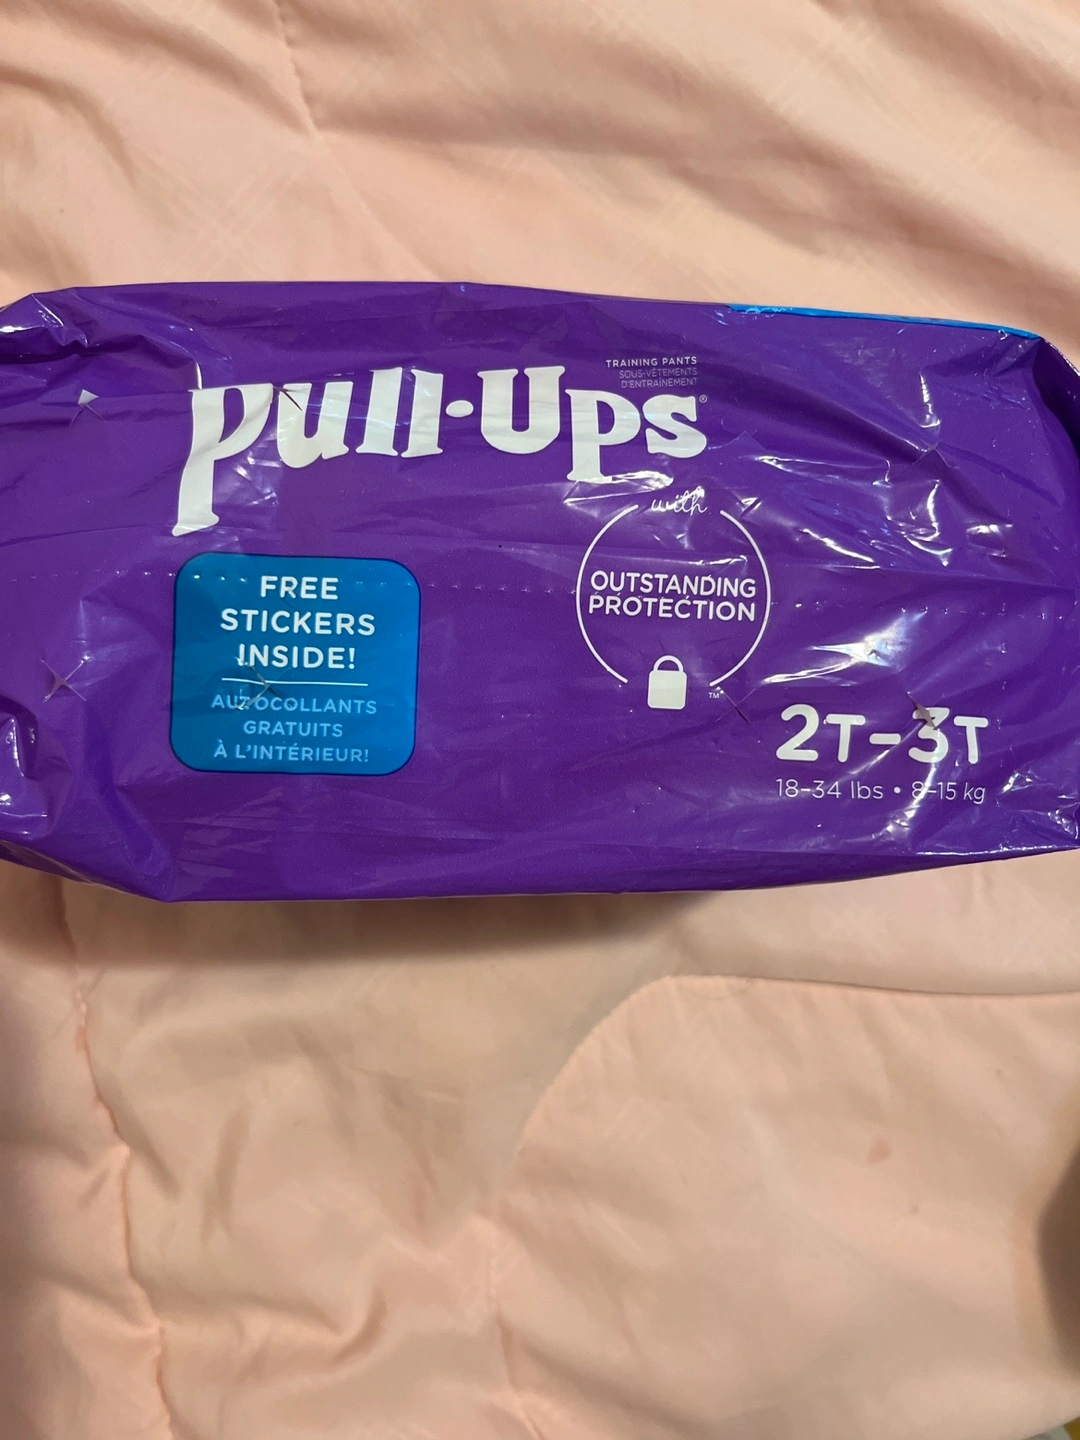 Pull-Ups®
TRAINING PANTS
SOUS-VÊTEMENTS
D'ENTRAÎNEMENT
with
OUTSTANDING
PROTECTION
TM
FREE
STICKERS
INSIDE!
AUTOCOLLANTS
GRATUITS
À L'INTÉRIEUR!
2T-3T
18-34 lbs • 8-15 kg